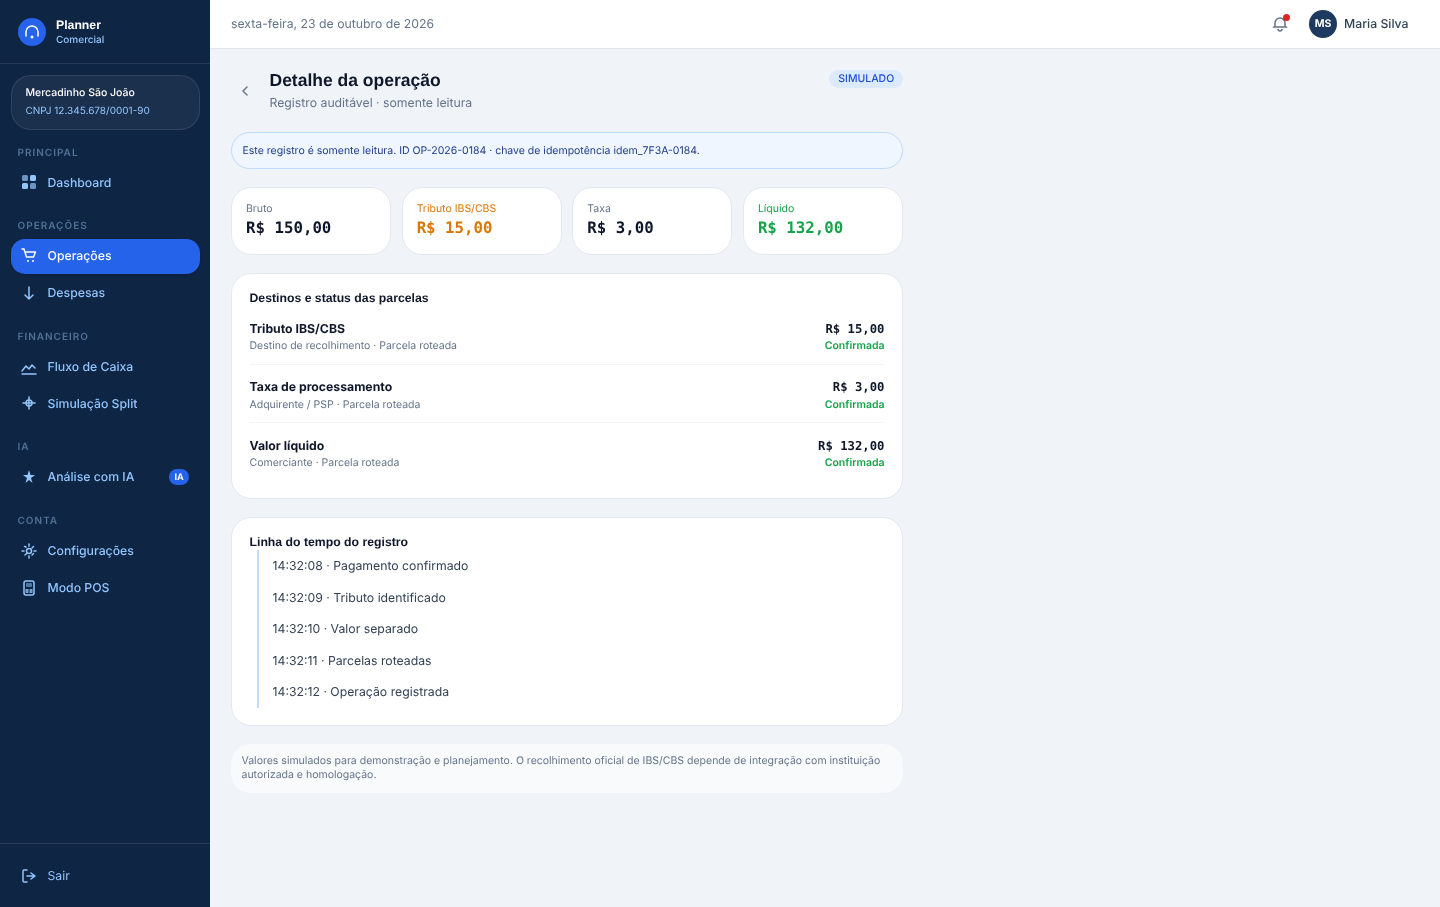 Planner
Comercial
Mercadinho São João
CNPJ 12.345.678/0001-90
PRINCIPAL
Dashboard
OPERAÇÕES
Operações
Despesas
FINANCEIRO
Fluxo de Caixa
Simulação Split
IA
Análise com IA
IA
CONTA
Configurações
Modo POS
Sair
sexta-feira, 23 de outubro de 2026
MS
Maria Silva
Detalhe da operação
Registro auditável · somente leitura
SIMULADO
Este registro é somente leitura. ID OP-2026-0184 · chave de idempotência idem_7F3A-0184.
Bruto
R$ 150,00
Tributo IBS/CBS
R$ 15,00
Taxa
R$ 3,00
Líquido
R$ 132,00
Destinos e status das parcelas
Tributo IBS/CBS
R$ 15,00
Destino de recolhimento · Parcela roteada
Confirmada
Taxa de processamento
R$ 3,00
Adquirente / PSP · Parcela roteada
Confirmada
Valor líquido
R$ 132,00
Comerciante · Parcela roteada
Confirmada
Linha do tempo do registro
14:32:08 · Pagamento confirmado
14:32:09 · Tributo identificado
14:32:10 · Valor separado
14:32:11 · Parcelas roteadas
14:32:12 · Operação registrada
Valores simulados para demonstração e planejamento. O recolhimento oficial de IBS/CBS depende de integração com instituição
autorizada e homologação.